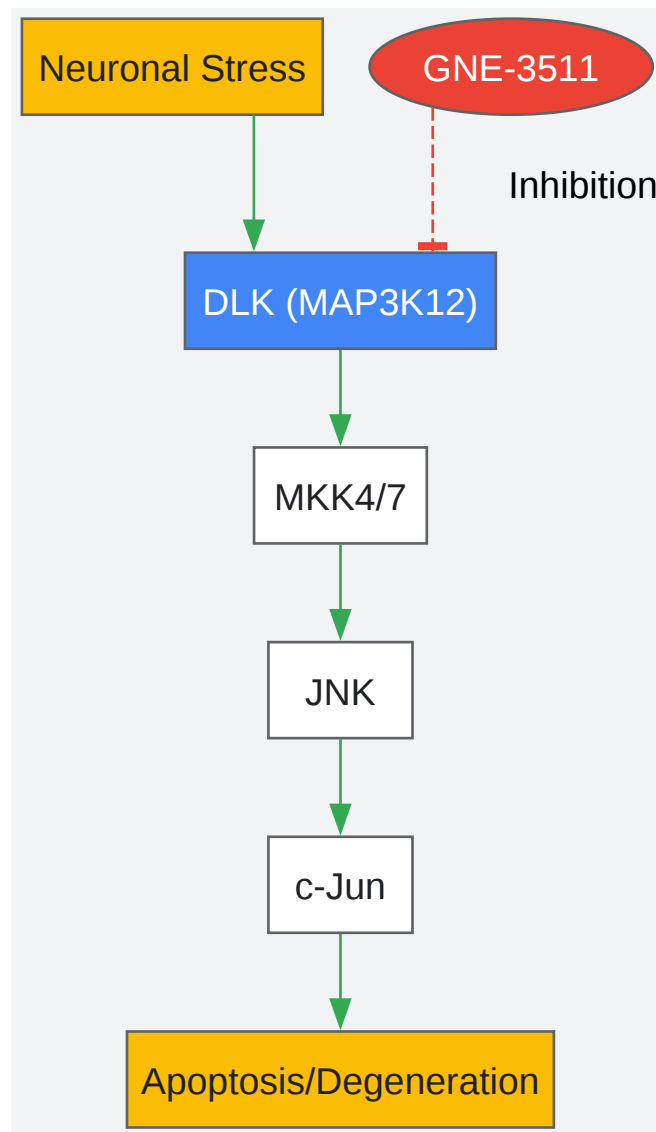 Neuronal Stress
GNE-3511
Inhibition
DLK (MAP3K12)
MKK4/7
JNK
c-Jun
Apoptosis/Degeneration